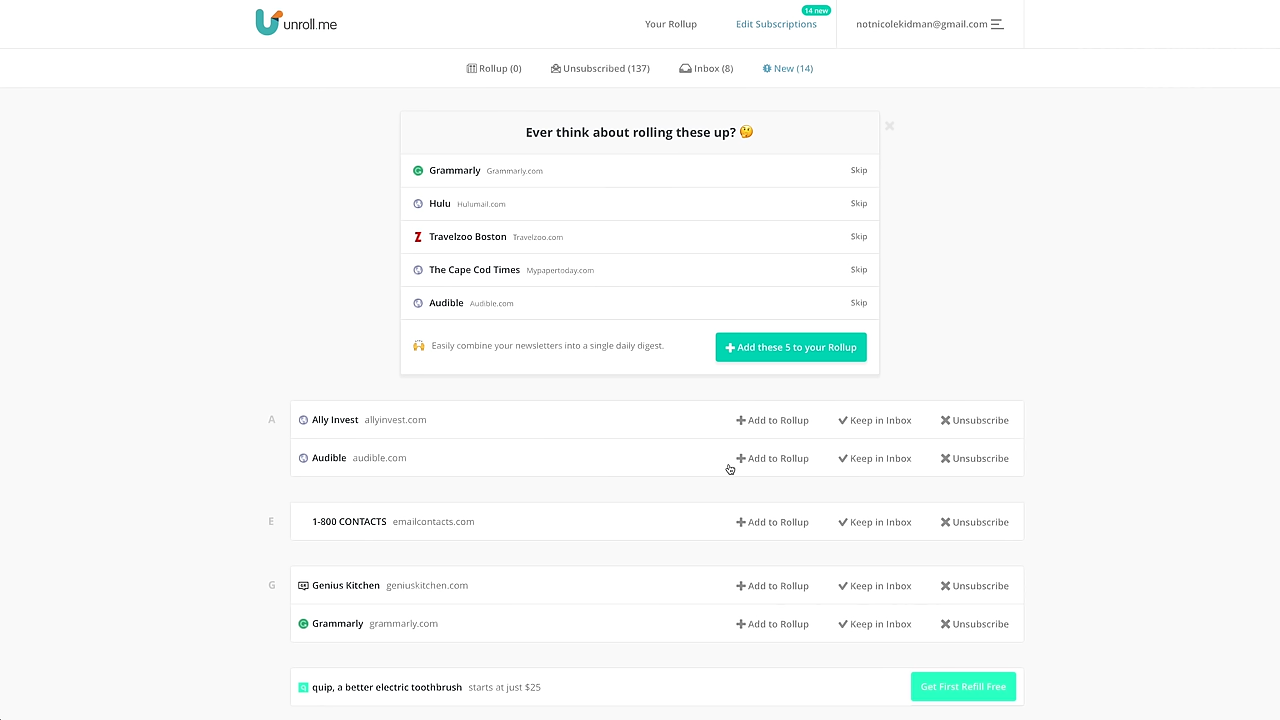 unroll.me
Your Rollup
Edit Subscriptions
14 new
notnicolekidman@gmail.com
Rollup (0)
Unsubscribed (137)
Inbox (8)
New (14)
Ever think about rolling these up? 🤔
Grammarly Grammarly.com Skip
Hulu Hulumail.com Skip
Travelzoo Boston Travelzoo.com Skip
The Cape Cod Times Mypapertoday.com Skip
Audible Audible.com Skip
🙌 Easily combine your newsletters into a single daily digest.
Add these 5 to your Rollup
A
Ally Invest allyinvest.com Add to Rollup Keep in Inbox Unsubscribe
Audible audible.com Add to Rollup Keep in Inbox Unsubscribe
E
1-800 CONTACTS emailcontacts.com Add to Rollup Keep in Inbox Unsubscribe
G
Genius Kitchen geniuskitchen.com Add to Rollup Keep in Inbox Unsubscribe
Grammarly grammarly.com Add to Rollup Keep in Inbox Unsubscribe
quip, a better electric toothbrush starts at just $25 Get First Refill Free